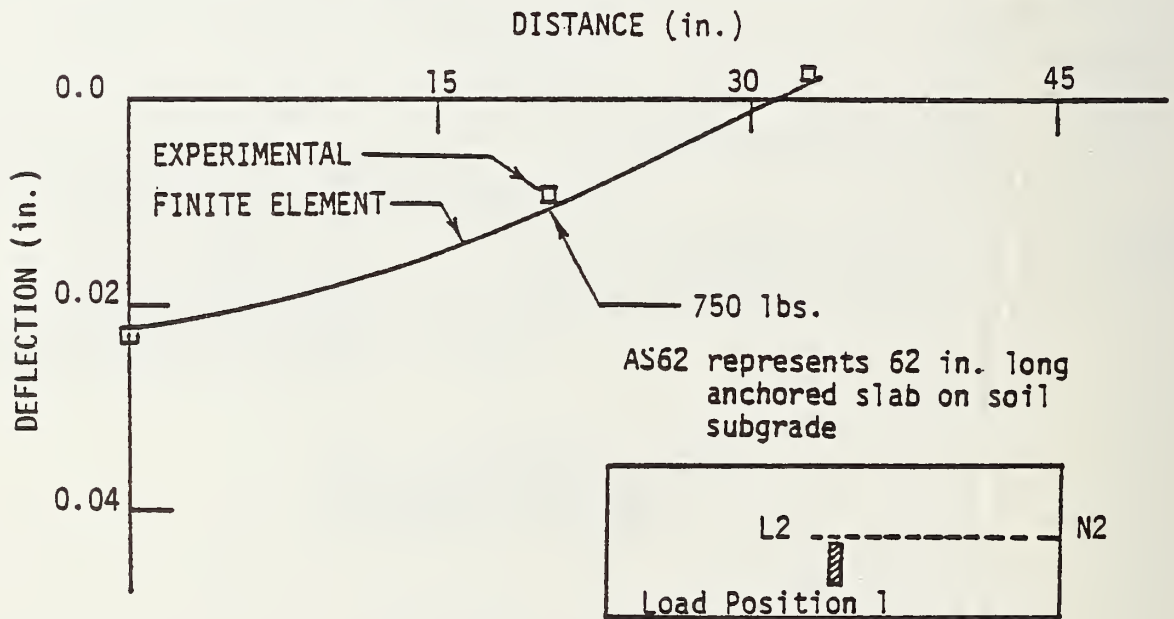 DISTANCE (in.)
0.0
15
30
45
EXPERIMENTAL
FINITE ELEMENT
DEFLECTION (in.)
0.02
750 lbs.
AS62 represents 62 in. long
anchored slab on soil
subgrade
0.04
L2
N2
Load Position 1